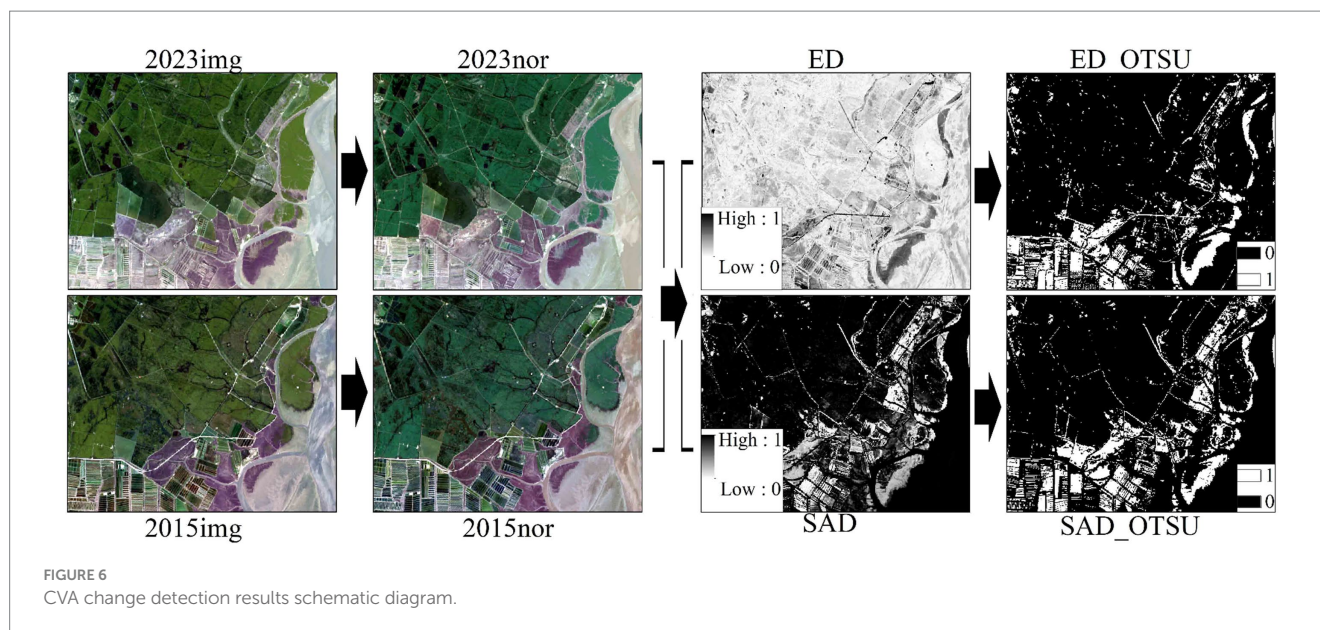 2023img
2023nor
ED
ED_OTSU
High : 1
Low : 0
0
1
High : 1
Low : 0
1
0
2015img
2015nor
SAD
SAD_OTSU
FIGURE 6
CVA change detection results schematic diagram.